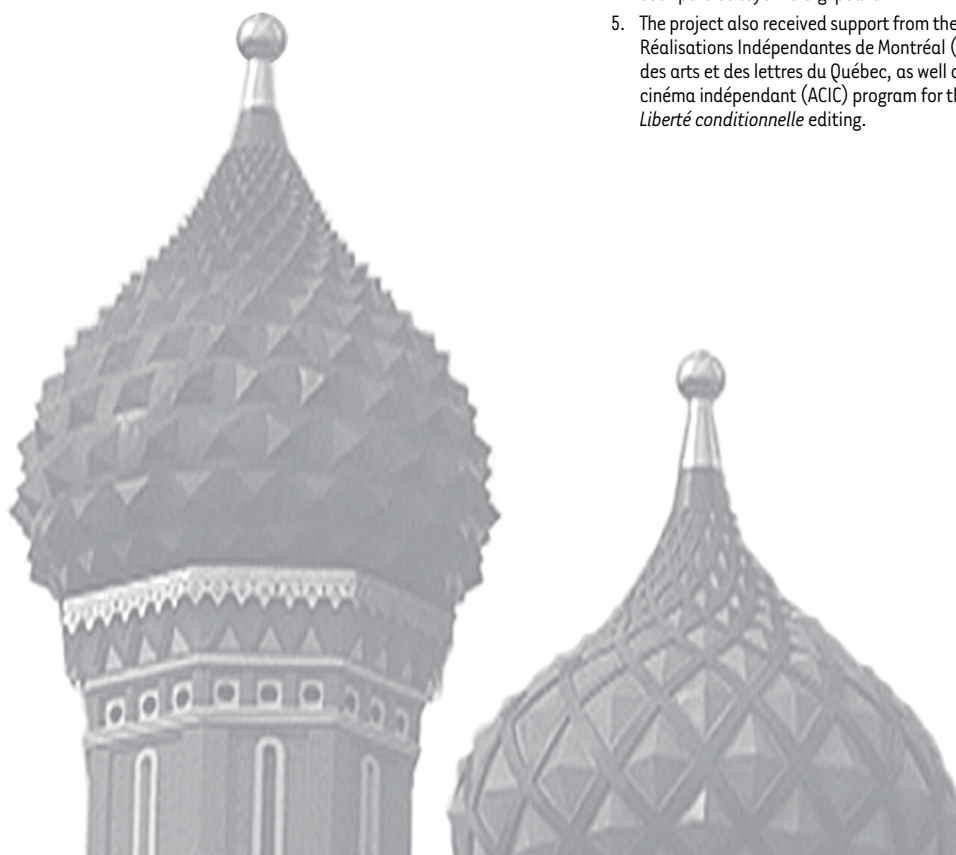 5. The project also received support from the
Réalisations Indépendantes de Montréal (
des arts et des lettres du Québec, as well
cinéma indépendant (ACIC) program for
Liberté conditionnelle editing.